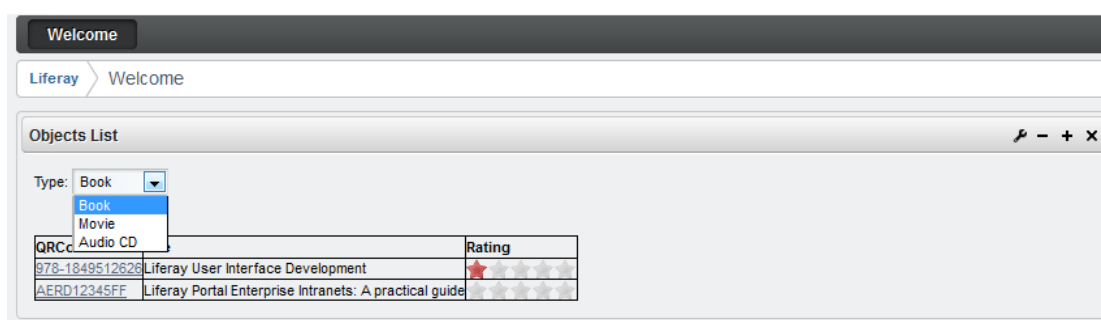 Welcome
Liferay Welcome
Objects List
Type: Book
Book
Movie
Audio CD
Rating
978-1849512626 Liferay User Interface Development
AERD12345FF Liferay Portal Enterprise Intranets: A practical guide